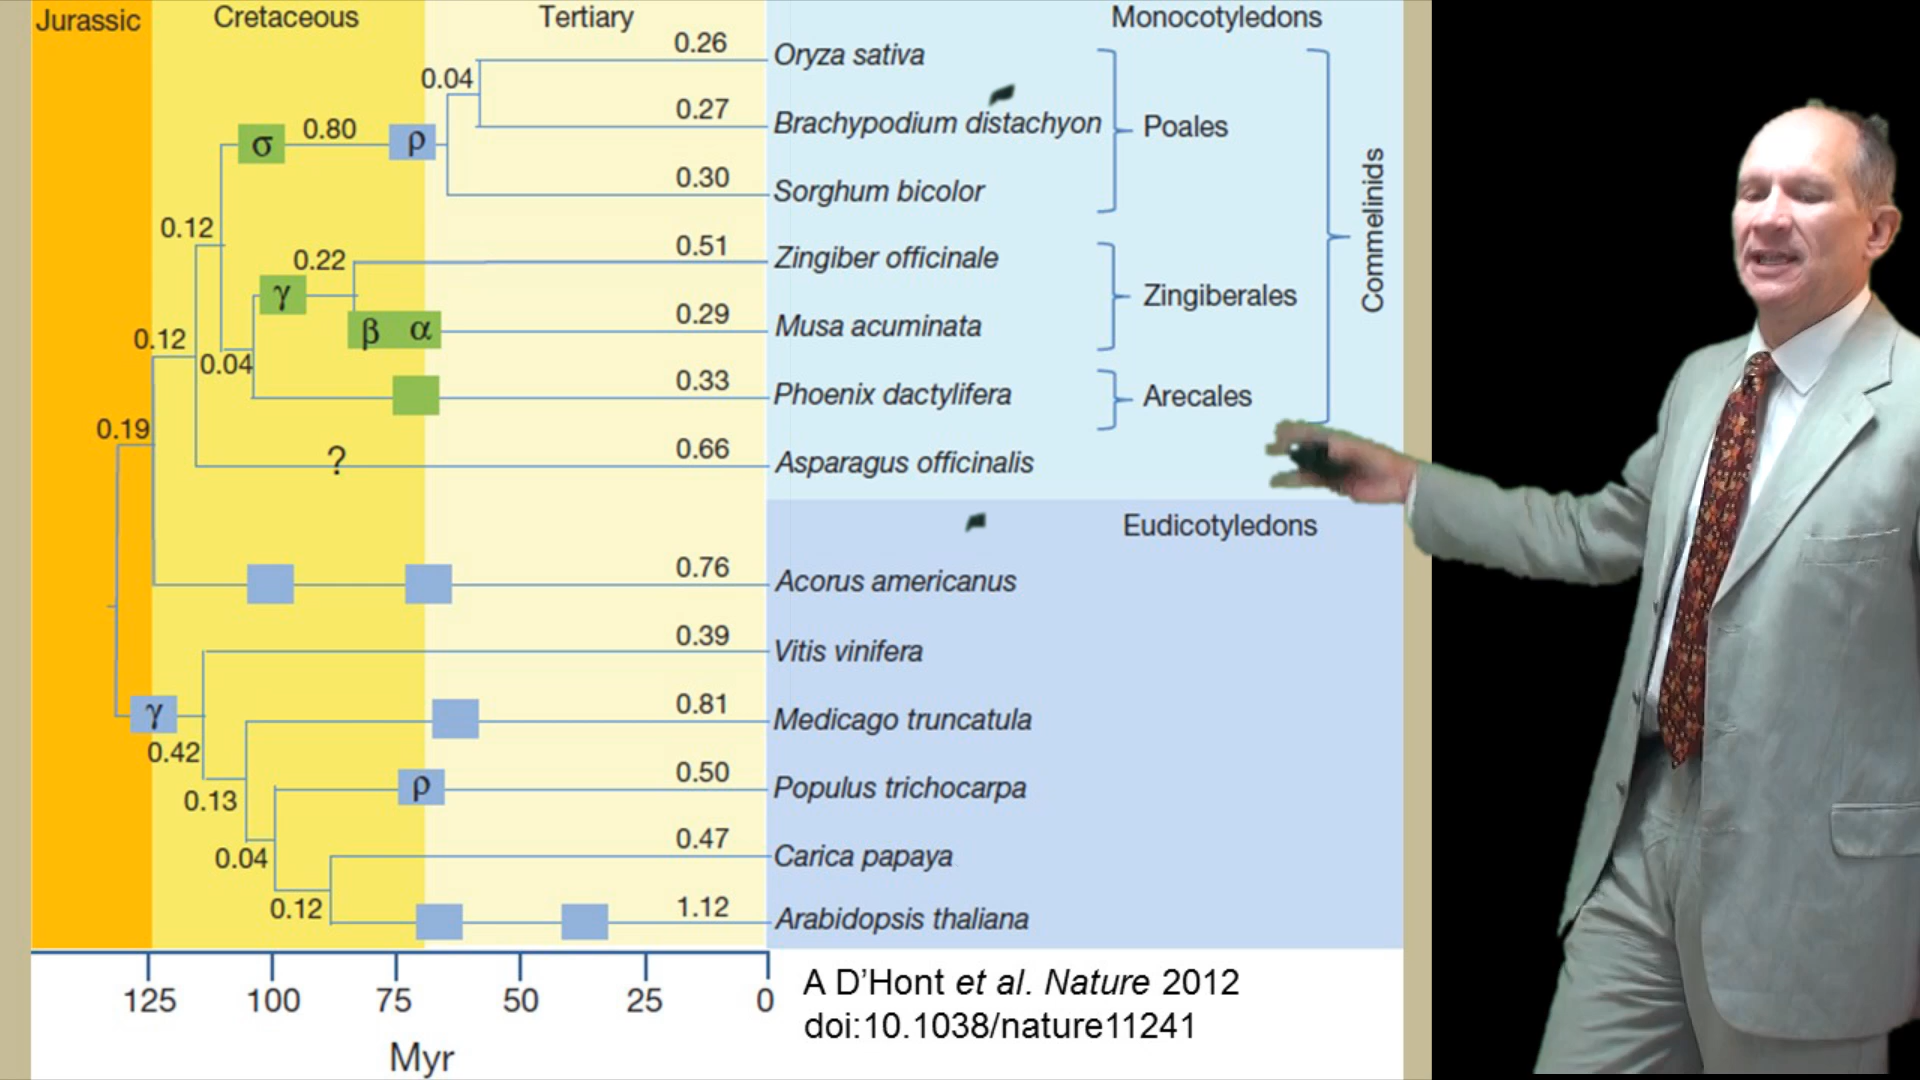 Jurassic
Cretaceous
Tertiary
Monocotyledons
0.26
Oryza sativa
0.04
0.27
Brachypodium distachyon
Poales
σ
0.80
ρ
0.30
Sorghum bicolor
Commelinids
0.12
0.22
0.51
Zingiber officinale
γ
Zingiberales
0.12
0.04
β α
0.29
Musa acuminata
0.33
Phoenix dactylifera
Arecales
0.19
?
0.66
Asparagus officinalis
Eudicotyledons
0.76
Acorus americanus
0.39
Vitis vinifera
γ
0.42
0.81
Medicago truncatula
0.13
ρ
0.50
Populus trichocarpa
0.04
0.47
Carica papaya
0.12
1.12
Arabidopsis thaliana
125 100 75 50 25 0
Myr
A D’Hont et al. Nature 2012
doi:10.1038/nature11241